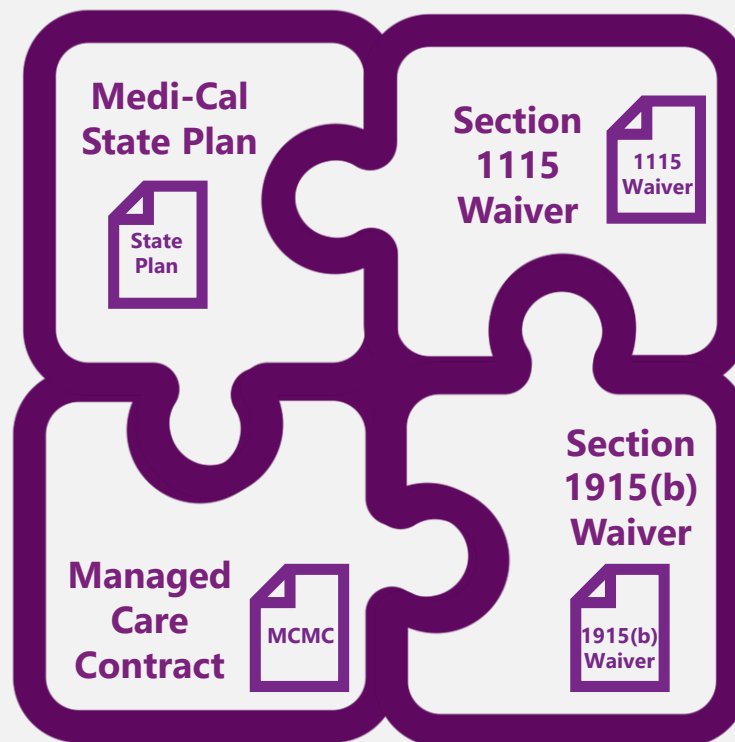 Medi-Cal
State Plan
State
Plan
Section
1115
Waiver
1115
Waiver
Managed
Care
Contract
MCMC
Section
1915(b)
Waiver
1915(b)
Waiver